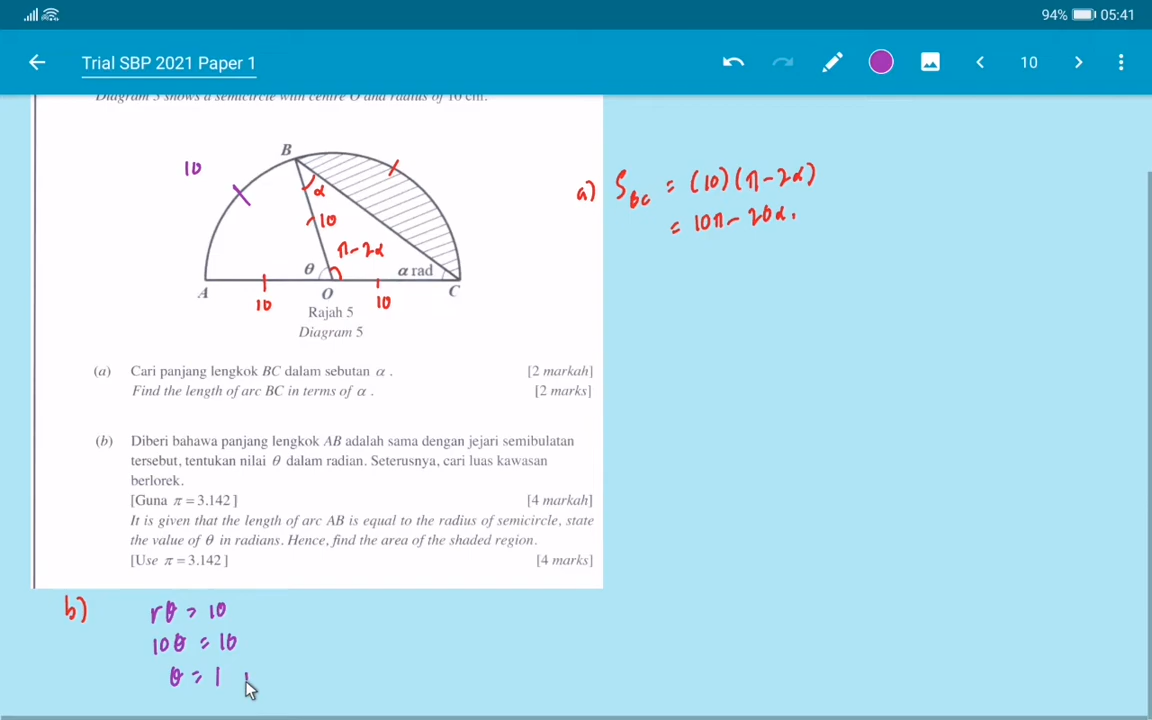 94% 05:41
Trial SBP 2021 Paper 1
10
Diagram 5 shows a semicircle with centre O and radius of 10 cm.
10
B
α
10
π-2α
θ
α rad
A
O
C
10
10
Rajah 5
Diagram 5
a) S_BC = (10)(π-2α)
= 10π-20α.
(a) Cari panjang lengkok BC dalam sebutan α . [2 markah]
Find the length of arc BC in terms of α . [2 marks]
(b) Diberi bahawa panjang lengkok AB adalah sama dengan jejari semibulatan
tersebut, tentukan nilai θ dalam radian. Seterusnya, cari luas kawasan
berlorek.
[Guna π = 3.142 ] [4 markah]
It is given that the length of arc AB is equal to the radius of semicircle, state
the value of θ in radians. Hence, find the area of the shaded region.
[Use π = 3.142 ] [4 marks]
b) rθ = 10
10θ = 10
θ = 1